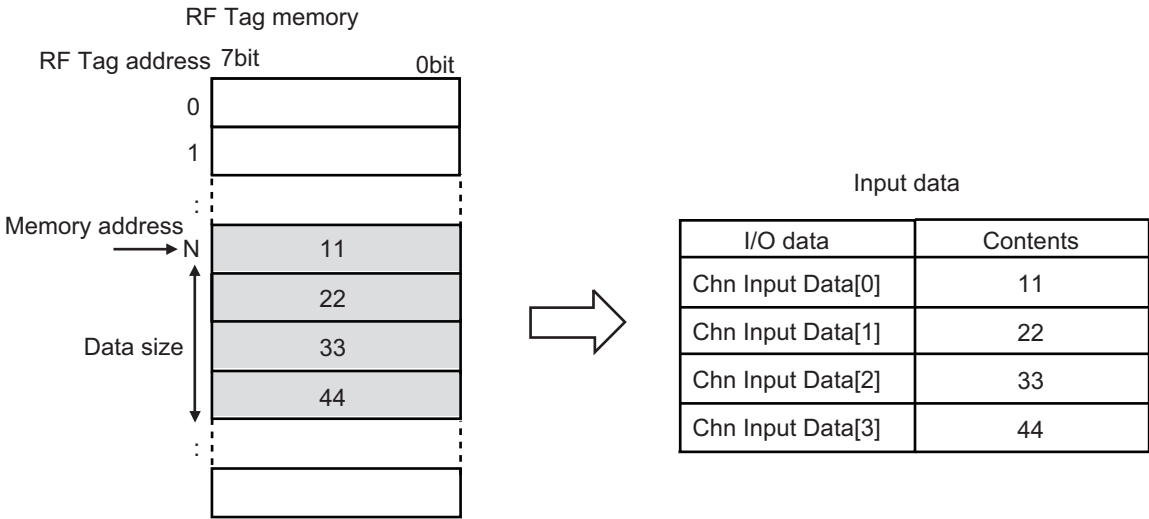 RF Tag memory
RF Tag address 7bit 0bit
0
1
:
Memory address
N 11
22
Data size 33
44
:
Input data
I/O data Contents
Chn Input Data[0] 11
Chn Input Data[1] 22
Chn Input Data[2] 33
Chn Input Data[3] 44